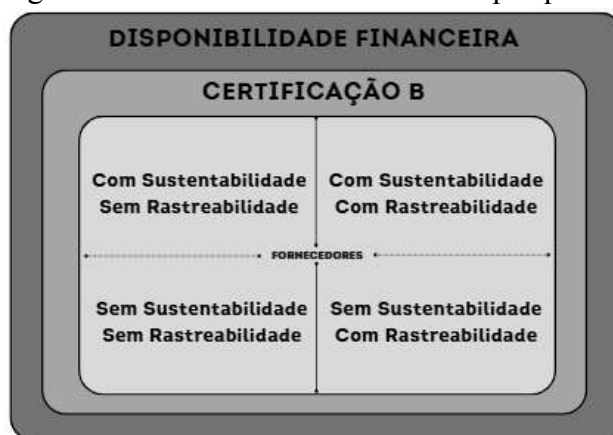 DISPONIBILIDADE FINANCEIRA
CERTIFICAÇÃO B
Com Sustentabilidade
Sem Rastreabilidade
Com Sustentabilidade
Com Rastreabilidade
FORNECEDORES
Sem Sustentabilidade
Sem Rastreabilidade
Sem Sustentabilidade
Com Rastreabilidade